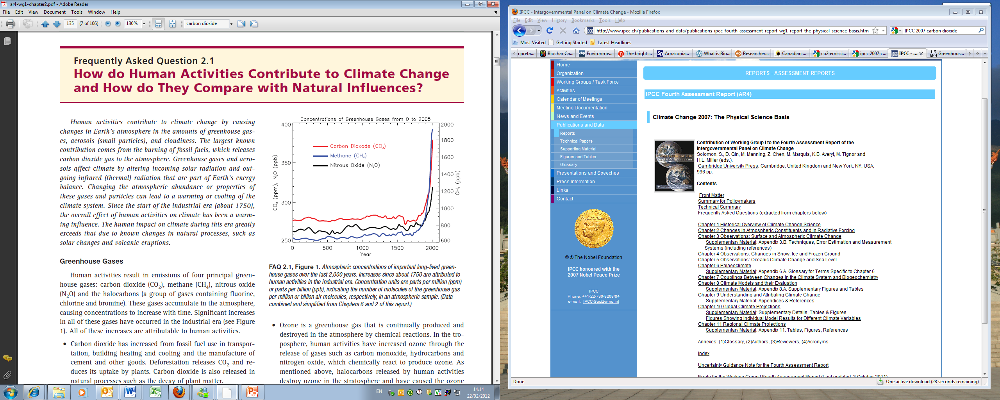 ar4-wg1-chapter2.pdf - Adobe Reader
File Edit View Document Tools Window Help
135 (7 of 106) 130% carbon dioxide
Frequently Asked Question 2.1
How do Human Activities Contribute to Climate Change
and How do They Compare with Natural Influences?
Human activities contribute to climate change by causing
changes in Earth's atmosphere in the amounts of greenhouse gas-
es, aerosols (small particles), and cloudiness. The largest known
contribution comes from the burning of fossil fuels, which releases
carbon dioxide gas to the atmosphere. Greenhouse gases and aero-
sols affect climate by altering incoming solar radiation and out-
going infrared (thermal) radiation that are part of Earth's energy
balance. Changing the atmospheric abundance or properties of
these gases and particles can lead to a warming or cooling of the
climate system. Since the start of the industrial era (about 1750),
the overall effect of human activities on climate has been a warm-
ing influence. The human impact on climate during this era greatly
exceeds that due to known changes in natural processes, such as
solar changes and volcanic eruptions.
Greenhouse Gases
Human activities result in emissions of four principal green-
house gases: carbon dioxide (CO2), methane (CH4), nitrous oxide
(N2O) and the halocarbons (a group of gases containing fluorine,
chlorine and bromine). These gases accumulate in the atmosphere,
causing concentrations to increase with time. Significant increases
in all of these gases have occurred in the industrial era (see Figure
1). All of these increases are attributable to human activities.
• Carbon dioxide has increased from fossil fuel use in transpor-
tation, building heating and cooling and the manufacture of
cement and other goods. Deforestation releases CO2 and re-
duces its uptake by plants. Carbon dioxide is also released in
natural processes such as the decay of plant matter.
Concentrations of Greenhouse Gases from 0 to 2005
400
350
300
250
CO2 (ppm), N2O (ppb)
Carbon Dioxode (CO2)
Methane (CH4)
Nitrous Oxide (N2O)
2000
1800
1600
1400
1200
1000
800
600
CH4 (ppb)
0 500 1000 1500 2000
Year
FAQ 2.1, Figure 1. Atmospheric concentrations of important long-lived green-
house gases over the last 2,000 years. Increases since about 1750 are attributed to
human activities in the industrial era. Concentration units are parts per million (ppm)
or parts per billion (ppb), indicating the number of molecules of the greenhouse gas
per million or billion air molecules, respectively, in an atmospheric sample. (Data
combined and simplified from Chapters 6 and 2 of this report.)
• Ozone is a greenhouse gas that is continually produced and
destroyed in the atmosphere by chemical reactions. In the tro-
posphere, human activities have increased ozone through the
release of gases such as carbon monoxide, hydrocarbons and
nitrogen oxide, which chemically react to produce ozone. As
mentioned above, halocarbons released by human activities
destroy ozone in the stratosphere and have caused the ozone
EN
14:14
22/02/2012
IPCC - Intergovernmental Panel on Climate Change - Mozilla Firefox
File Edit View History Bookmarks Tools Help
http://www.ipcc.ch/publications_and_data/publications_ipcc_fourth_assessment_report_wg1_report_the_physical_science_basis.htm IPCC 2007 carbon dioxide
Most Visited Getting Started Latest Headlines
a preta... Biochar Ca... Environme... The bright ... Amazonia... What is Bio... Researcher... Canadian ... co2 emissi... ipcc 2007 c... IPCC - ... Greenhous...
Home
Organization
Working Groups / Task Force
Activities
Calendar of Meetings
Meeting Documentation
News and Events
Publications and Data
Reports
Technical Papers
Supporting Material
Figures and Tables
Glossary
Presentations and Speeches
Press Information
Links
Contact
© ® The Nobel Foundation
IPCC honoured with the
2007 Nobel Peace Prize
IPCC
Phone: +41-22-730-8208/84
e-mail: IPCC-Sec@wmo.int
REPORTS - ASSESSMENT REPORTS
IPCC Fourth Assessment Report (AR4)
Climate Change 2007: The Physical Science Basis
CLIMATE CHANGE 2007
THE PHYSICAL SCIENCE BASIS
Contribution of Working Group I to the Fourth Assessment Report of the
Intergovernmental Panel on Climate Change
Solomon, S., D. Qin, M. Manning, Z. Chen, M. Marquis, K.B. Averyt, M. Tignor and
H.L. Miller (eds.).
Cambridge University Press, Cambridge, United Kingdom and New York, NY, USA,
996 pp.
Contents
Front Matter
Summary for Policymakers
Technical Summary
Frequently Asked Questions (extracted from chapters below)
Chapter 1 Historical Overview of Climate Change Science
Chapter 2 Changes in Atmospheric Constituents and in Radiative Forcing
Chapter 3 Observations: Surface and Atmospheric Climate Change
Supplementary Material: Appendix 3.B. Techniques, Error Estimation and Measurement
Systems (including references)
Chapter 4 Observations: Changes in Snow, Ice and Frozen Ground
Chapter 5 Observations: Oceanic Climate Change and Sea Level
Chapter 6 Palaeoclimate
Supplementary Material: Appendix 6.A. Glossary for Terms Specific to Chapter 6
Chapter 7 Couplings Between Changes in the Climate System and Biogeochemistry
Chapter 8 Climate Models and their Evaluation
Supplementary Material: Appendix 8.A. Supplementary Figures and Tables
Chapter 9 Understanding and Attributing Climate Change
Supplementary Material: Appendices & References
Chapter 10 Global Climate Projections
Supplementary Material: Supplementary Details, Tables & Figures
Figures Showing Individual Model Results for Different Climate Variables
Chapter 11 Regional Climate Projections
Supplementary Material: Appendix 11. Tables, Figures, References
Annexes: (1)Glossary, (2)Authors, (3)Reviewers, (4)Acronyms
Index
Uncertainty Guidance Note for the Fourth Assessment Report
Errata for the Working Group I Fourth Assessment Report (Last updated: 3 October 2011)
Done
One active download (28 seconds remaining)